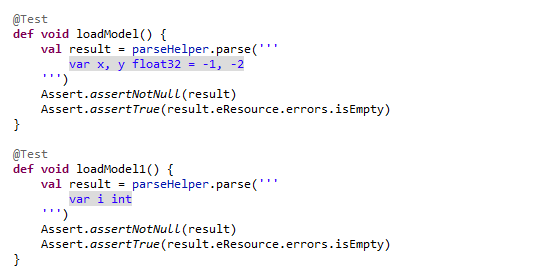 @Test
def void loadModel() {
    val result = parseHelper.parse('''
        var x, y float32 = -1, -2
    ''')
    Assert.assertNotNull(result)
    Assert.assertTrue(result.eResource.errors.isEmpty)
}
@Test
def void loadModel1() {
    val result = parseHelper.parse('''
        var i int
    ''')
    Assert.assertNotNull(result)
    Assert.assertTrue(result.eResource.errors.isEmpty)
}